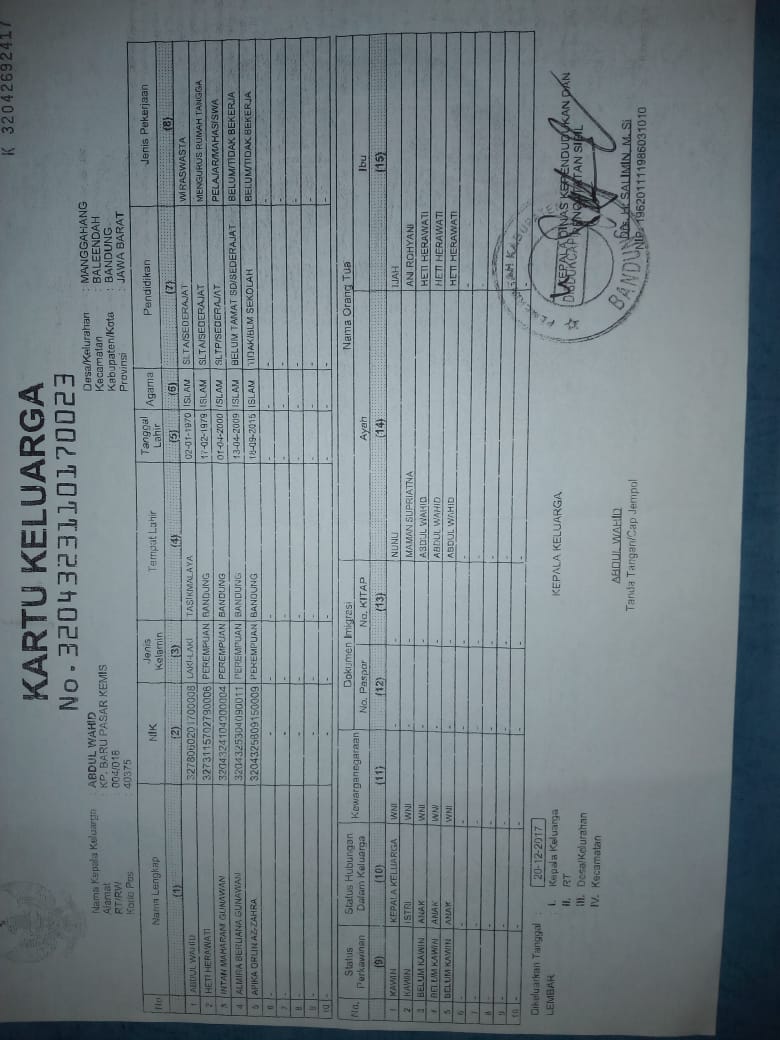 K 32042692417
KARTU KELUARGA
No. 3204323110170023
Nama Kepala Keluarga : ABDUL WAHID
Alamat : KP. BARU PASAR KEMIS
RT/RW : 004/018
Kode Pos : 40375
Desa/Kelurahan : MANGGAHANG
Kecamatan : BALEENDAH
Kabupaten/Kota : BANDUNG
Provinsi : JAWA BARAT
No Nama Lengkap NIK Jenis Kelamin Tempat Lahir Tanggal Lahir Agama Pendidikan Jenis Pekerjaan
(1) (2) (3) (4) (5) (6) (7) (8)
1 ABDUL WAHID 3278060201700008 LAKI-LAKI TASIKMALAYA 02-01-1970 ISLAM SLTA/SEDERAJAT WIRASWASTA
2 HETI HERAWATI 3273115702790006 PEREMPUAN BANDUNG 17-02-1979 ISLAM SLTA/SEDERAJAT MENGURUS RUMAH TANGGA
3 INTAN MAHARANI GUNAWAN 3204324104000004 PEREMPUAN BANDUNG 01-04-2000 ISLAM SLTP/SEDERAJAT PELAJAR/MAHASISWA
4 ALMIRA BERLIANA GUNAWAN 3204325304090011 PEREMPUAN BANDUNG 13-04-2009 ISLAM BELUM TAMAT SD/SEDERAJAT BELUM/TIDAK BEKERJA
5 3204325809150009 PEREMPUAN BANDUNG 18-09-2015 ISLAM TIDAK/BLM SEKOLAH BELUM/TIDAK BEKERJA
6 - - - - - - - -
7 - - - - - - - -
8 - - - - - - - -
9 - - - - - - - -
10 - - - - - - - -
No. Status Perkawinan Status Hubungan Dalam Keluarga Kewarganegaraan Dokumen Imigrasi No. Paspor No. KITAP Nama Orang Tua Ayah Ibu
(9) (10) (11) (12) (13) (14) (15)
1 KAWIN KEPALA KELUARGA WNI - - NUNU IJAH
2 KAWIN ISTRI WNI - - MAMAN SUPRIATNA ANI ROHYANI
3 BELUM KAWIN ANAK WNI - - ABDUL WAHID HETI HERAWATI
4 BELUM KAWIN ANAK WNI - - ABDUL WAHID HETI HERAWATI
5 BELUM KAWIN ANAK WNI - - ABDUL WAHID HETI HERAWATI
6 - - - - - - -
7 - - - - - - -
8 - - - - - - -
9 - - - - - - -
10 - - - - - - -
Dikeluarkan Tanggal : 20-12-2017
LEMBAR : I. Kepala Keluarga
II. RT
III. Desa/Kelurahan
IV. Kecamatan
KEPALA KELUARGA
ABDUL WAHID
Tanda Tangan/Cap Jempol
KEPALA DINAS KEPENDUDUKAN DAN
PENCATATAN SIPIL
DISDUKCAPIL
BANDUNG
Drs. H. SALIMIN, M. Si
NIP. 196201111986031010